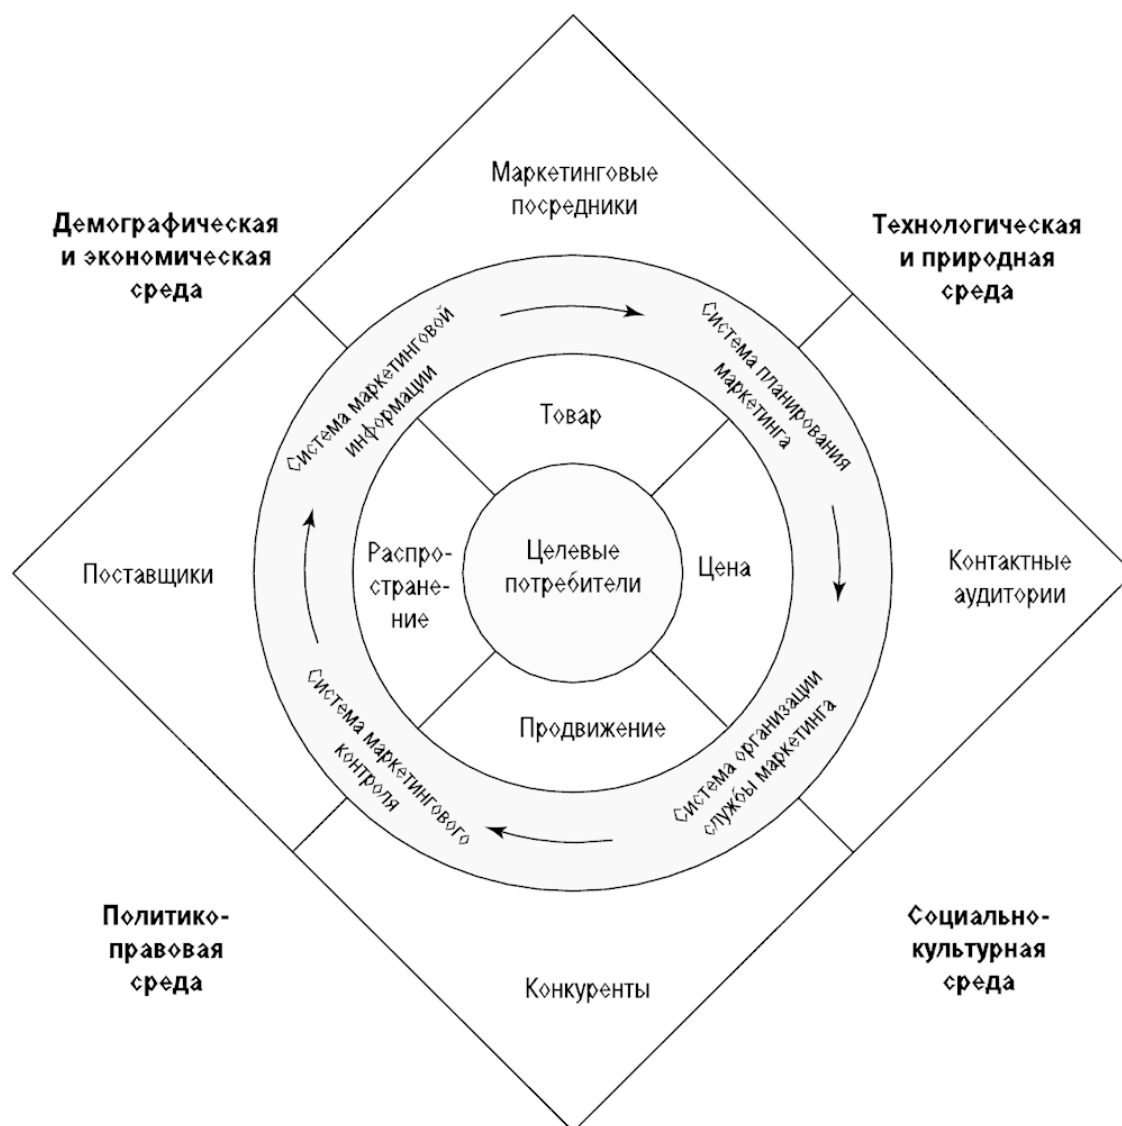 Маркетинговые
посредники
Демографическая
и экономическая
среда
Технологическая
и природная
среда
Система маркетинговой
информации
Система планирования
маркетинга
Товар
Поставщики
Распро-
стране-
ние
Целевые
потребители
Цена
Контактные
аудитории
Продвижение
Система маркетингового
контроля
Система организации
службы маркетинга
Политико-
правовая
среда
Социально-
культурная
среда
Конкуренты